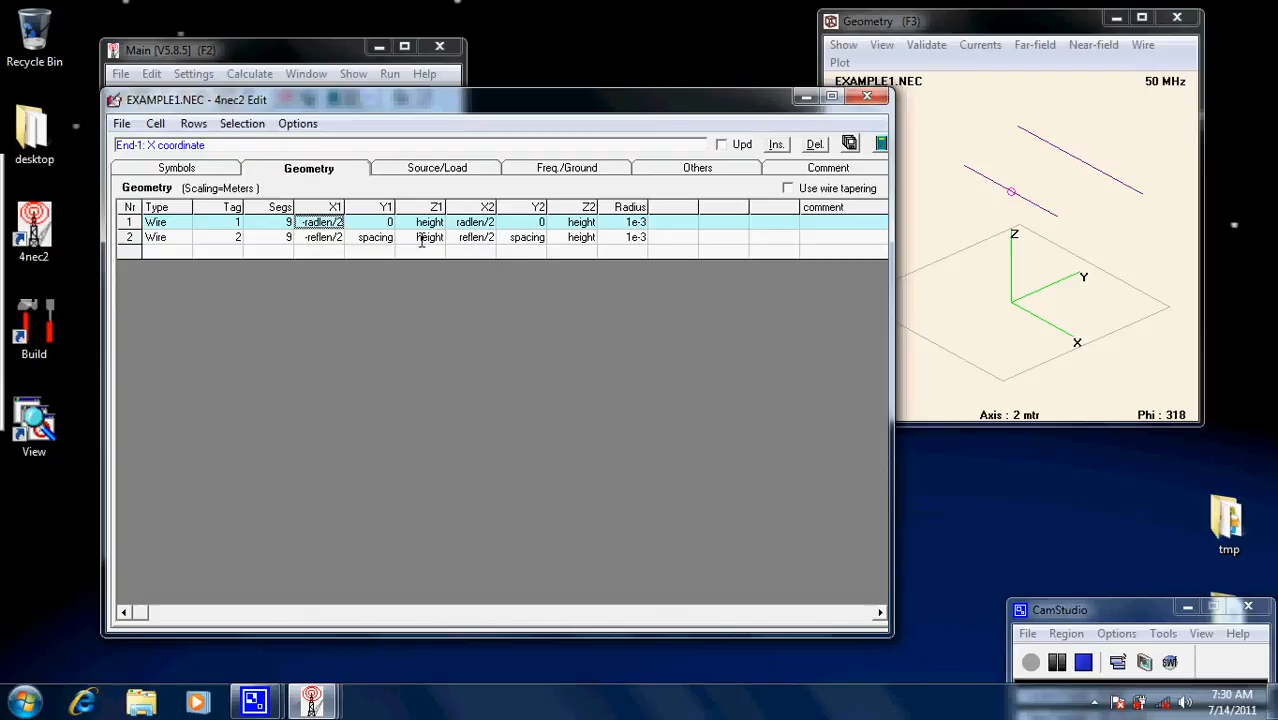 Recycle Bin
desktop
4nec2
Build
View
Main [V5.8.5] (F2)
File Edit Settings Calculate Window Show Run Help
EXAMPLE1.NEC - 4nec2 Edit
File Cell Rows Selection Options
End-1: X coordinate
Upd Ins. Del.
Symbols Geometry Source/Load Freq./Ground Others Comment
Geometry (Scaling=Meters ) Use wire tapering
Nr Type Tag Segs X1 Y1 Z1 X2 Y2 Z2 Radius comment
1 Wire 1 9 -radlen/2 0 height radlen/2 0 height 1e-3
2 Wire 2 9 -reflen/2 spacing height reflen/2 spacing height 1e-3
Geometry (F3)
Show View Validate Currents Far-field Near-field Wire
Plot
EXAMPLE1.NEC 50 MHz
Z
Y
X
Axis : 2 mtr Phi : 318
tmp
CamStudio
File Region Options Tools View Help
SWF
7:30 AM
7/14/2011